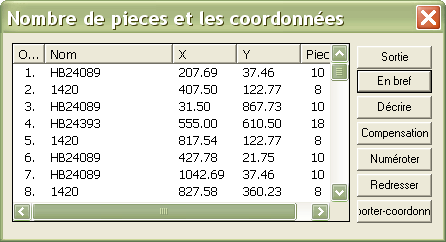 Nombre de pieces et les coordonnées
O... Nom X Y Piec
1. HB24089 207.69 37.46 10
2. 1420 407.50 122.77 8
3. HB24089 31.50 867.73 10
4. HB24393 555.00 610.50 18
5. 1420 817.54 122.77 8
6. HB24089 427.78 21.75 10
7. HB24089 1042.69 37.46 10
8. 1420 827.58 360.23 8
Sortie
En bref
Décrire
Compensation
Numéroter
Redresser
orter-coordonn